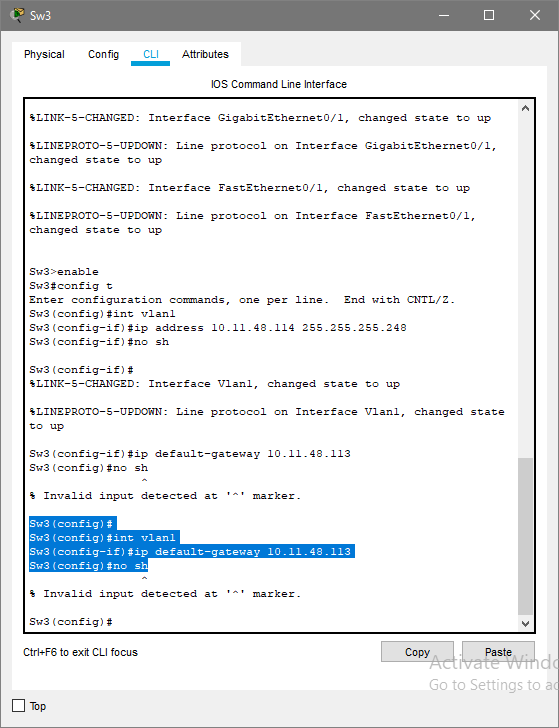 Sw3
Physical Config CLI Attributes
IOS Command Line Interface
%LINK-5-CHANGED: Interface GigabitEthernet0/1, changed state to up
%LINEPROTO-5-UPDOWN: Line protocol on Interface GigabitEthernet0/1,
changed state to up
%LINK-5-CHANGED: Interface FastEthernet0/1, changed state to up
%LINEPROTO-5-UPDOWN: Line protocol on Interface FastEthernet0/1,
changed state to up
Sw3>enable
Sw3#config t
Enter configuration commands, one per line.  End with CNTL/Z.
Sw3(config)#int vlan1
Sw3(config-if)#ip address 10.11.48.114 255.255.255.248
Sw3(config-if)#no sh
Sw3(config-if)#
%LINK-5-CHANGED: Interface Vlan1, changed state to up
%LINEPROTO-5-UPDOWN: Line protocol on Interface Vlan1, changed state
to up
Sw3(config-if)#ip default-gateway 10.11.48.113
Sw3(config)#no sh
^
% Invalid input detected at '^' marker.
Sw3(config)#
Sw3(config)#int vlan1
Sw3(config-if)#ip default-gateway 10.11.48.113
Sw3(config)#no sh
^
% Invalid input detected at '^' marker.
Sw3(config)#
Ctrl+F6 to exit CLI focus
Copy Paste
Activate Windo
Go to Settings to ac
Top